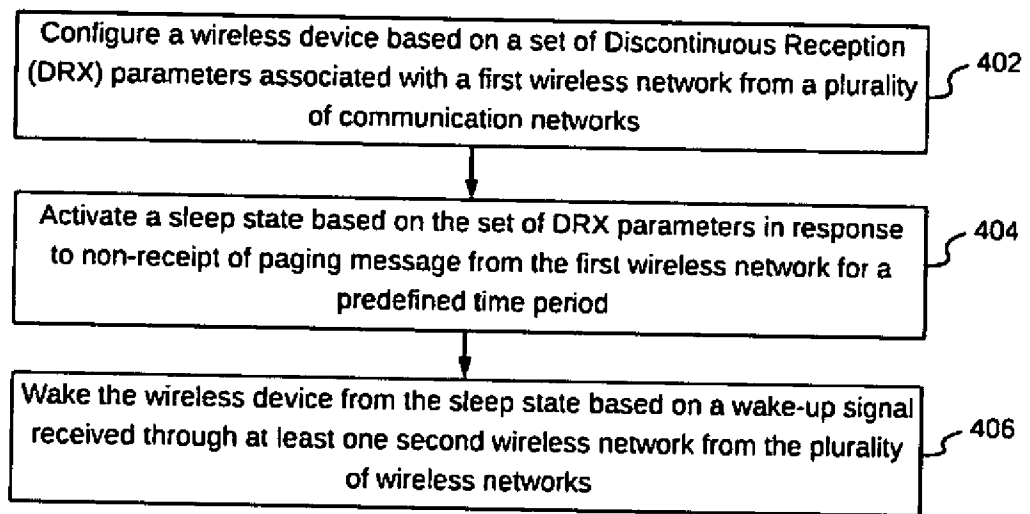 Configure a wireless device based on a set of Discontinuous Reception
(DRX) parameters associated with a first wireless network from a plurality
of communication networks
402
Activate a sleep state based on the set of DRX parameters in response
to non-receipt of paging message from the first wireless network for a
predefined time period
404
Wake the wireless device from the sleep state based on a wake-up signal
received through at least one second wireless network from the plurality
of wireless networks
406